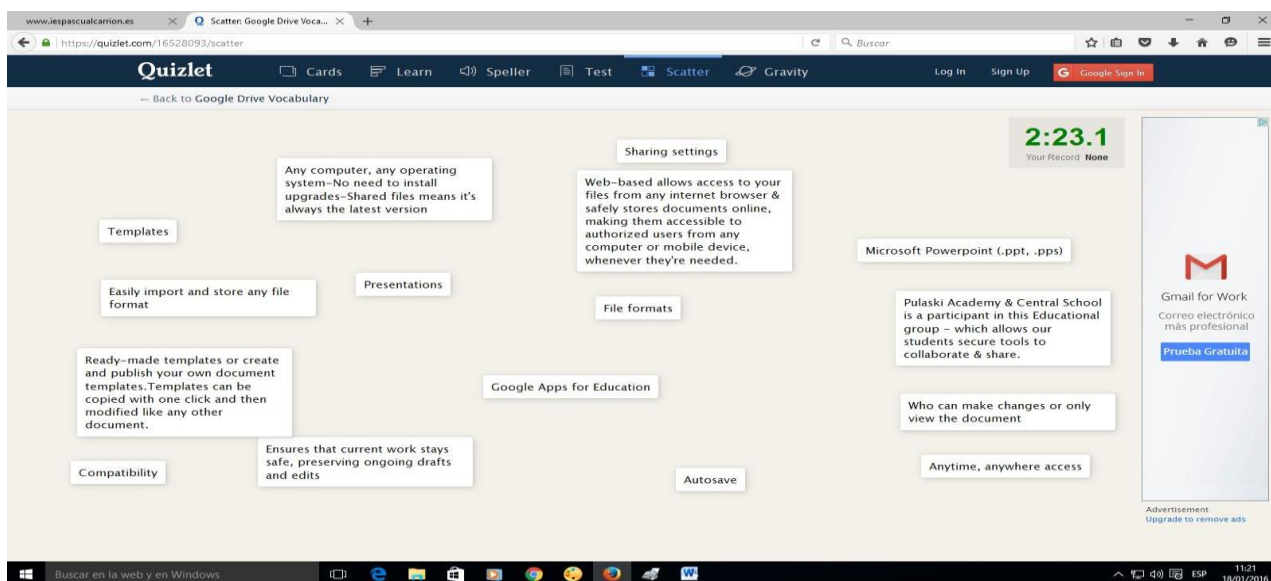 www.iespascualcarrion.es
Scatter: Google Drive Voca...
https://quizlet.com/16528093/scatter
Buscar
Quizlet
Cards
Learn
Speller
Test
Scatter
Gravity
Log In
Sign Up
G Google Sign In
← Back to Google Drive Vocabulary
2:23.1
Your Record None
Sharing settings
Any computer, any operating
system-No need to install
upgrades-Shared files means it's
always the latest version
Web-based allows access to your
files from any internet browser &
safely stores documents online,
making them accessible to
authorized users from any
computer or mobile device,
whenever they're needed.
Templates
Microsoft Powerpoint (.ppt, .pps)
Presentations
Easily import and store any file
format
File formats
Pulaski Academy & Central School
is a participant in this Educational
group - which allows our
students secure tools to
collaborate & share.
Ready-made templates or create
and publish your own document
templates.Templates can be
copied with one click and then
modified like any other
document.
Google Apps for Education
Who can make changes or only
view the document
Ensures that current work stays
safe, preserving ongoing drafts
and edits
Compatibility
Autosave
Anytime, anywhere access
Gmail for Work
Correo electrónico
más profesional
Prueba Gratuita
Advertisement
Upgrade to remove ads
Buscar en la web y en Windows
ESP
11:21
18/01/2016